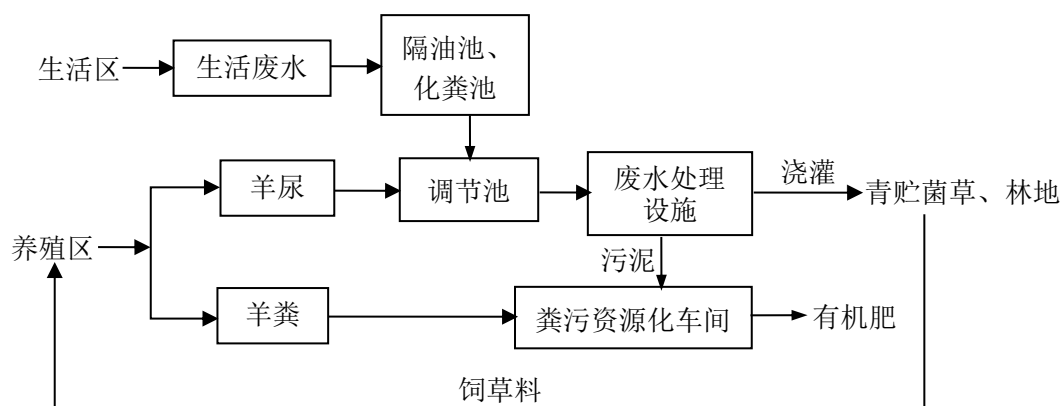 生活区
生活废水
隔油池、
化粪池
羊尿
调节池
废水处理
设施
浇灌
青贮菌草、林地
养殖区
污泥
羊粪
粪污资源化车间
有机肥
饲草料